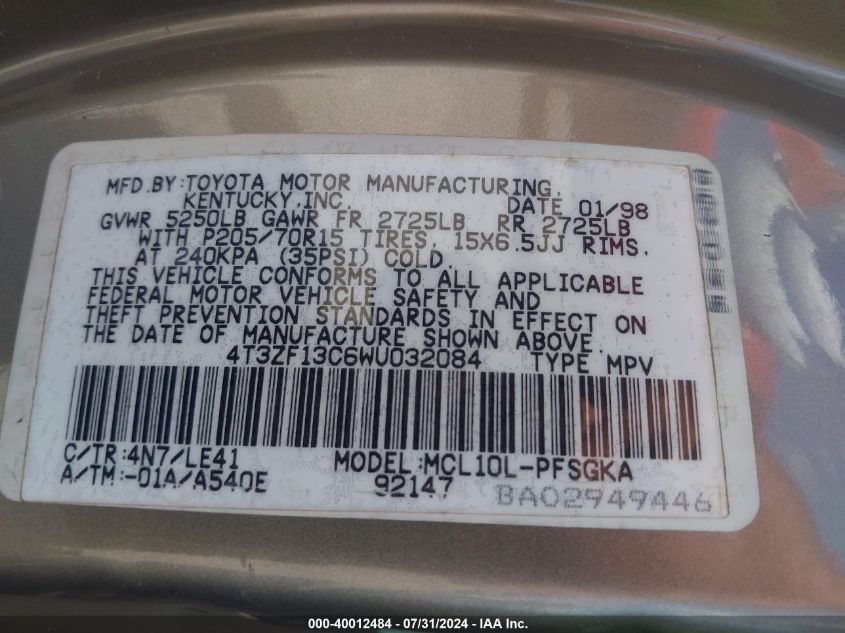 MFD.BY:TOYOTA MOTOR MANUFACTURING,
KENTUCKY,INC. DATE 01/98
GVWR 5250LB GAWR FR 2725LB RR 2725LB
WITH P205/70R15 TIRES, 15X6.5JJ RIMS,
AT 240KPA (35PSI) COLD.
THIS VEHICLE CONFORMS TO ALL APPLICABLE
FEDERAL MOTOR VEHICLE SAFETY AND
THEFT PREVENTION STANDARDS IN EFFECT ON
THE DATE OF MANUFACTURE SHOWN ABOVE.
4T3ZF13C6WU032084 TYPE MPV
C/TR:4N7/LE41 MODEL:MCL10L-PFSGKA
A/TM:-01A/A540E 92147
BA02949446
000-40012484 - 07/31/2024 - IAA Inc.